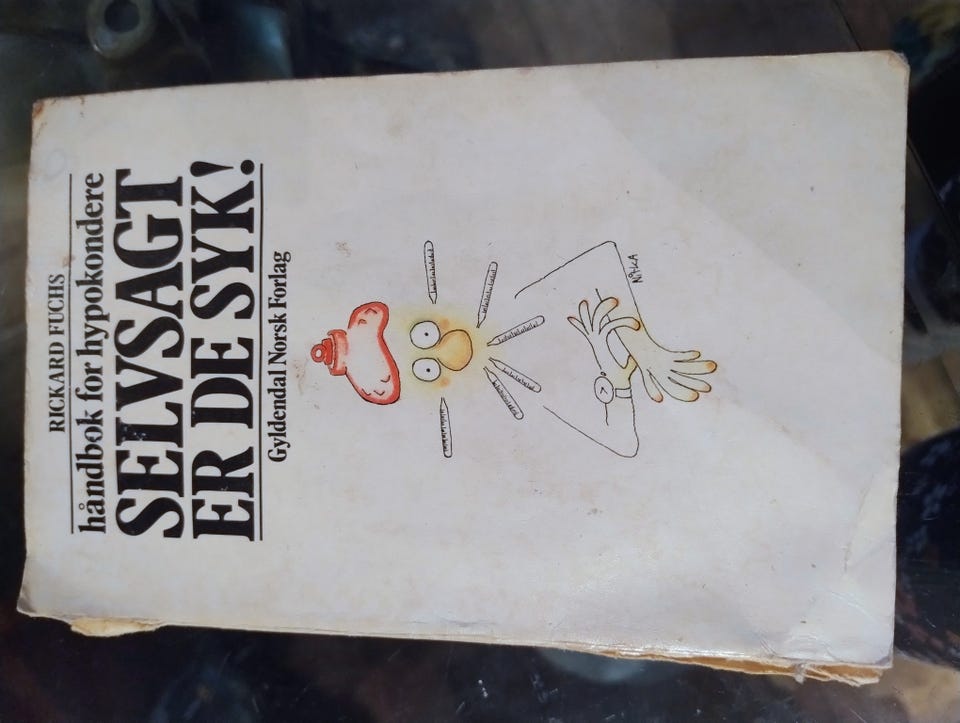 RICKARD FUCHS
håndbok for hypokondere
SELVSAGT
ER DE SYK!
Gyldendal Norsk Forlag